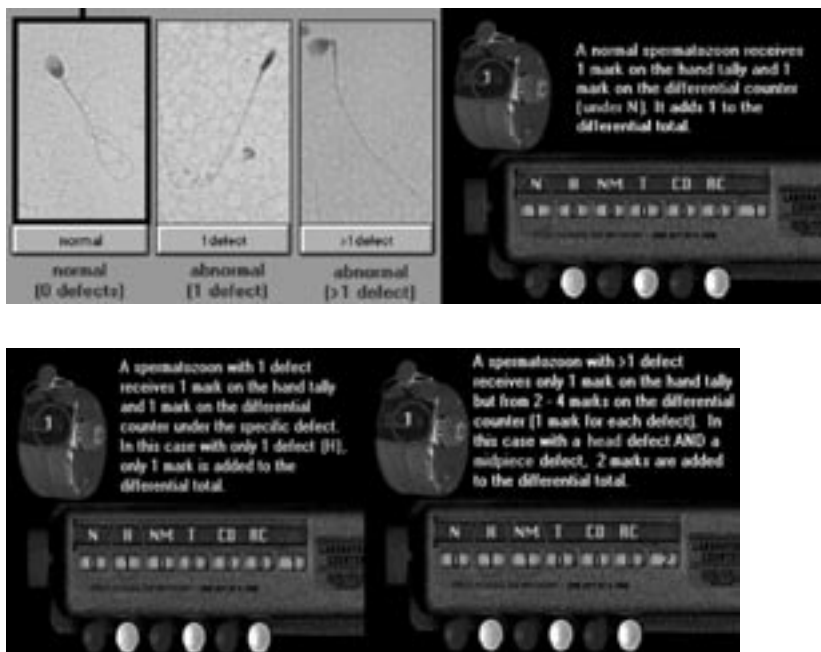 normal
1 defect
>1 defect
normal
(0 defects)
abnormal
(1 defect)
abnormal
(>1 defect)
1
A normal spermatozoon receives
1 mark on the hand tally and 1
mark on the differential counter
(under N). It adds 1 to the
differential total.
N H NM T CD AC
A spermatozoon with 1 defect
receives 1 mark on the hand tally
and 1 mark on the differential
counter under the specific defect.
In this case with only 1 defect (H),
only 1 mark is added to the
differential total.
1
N H NM T CD AC
A spermatozoon with >1 defect
receives only 1 mark on the hand tally
but from 2 - 4 marks on the differential
counter (1 mark for each defect). In
this case with a head defect AND a
midpiece defect, 2 marks are added
to the differential total.
1
N H NM T CD AC